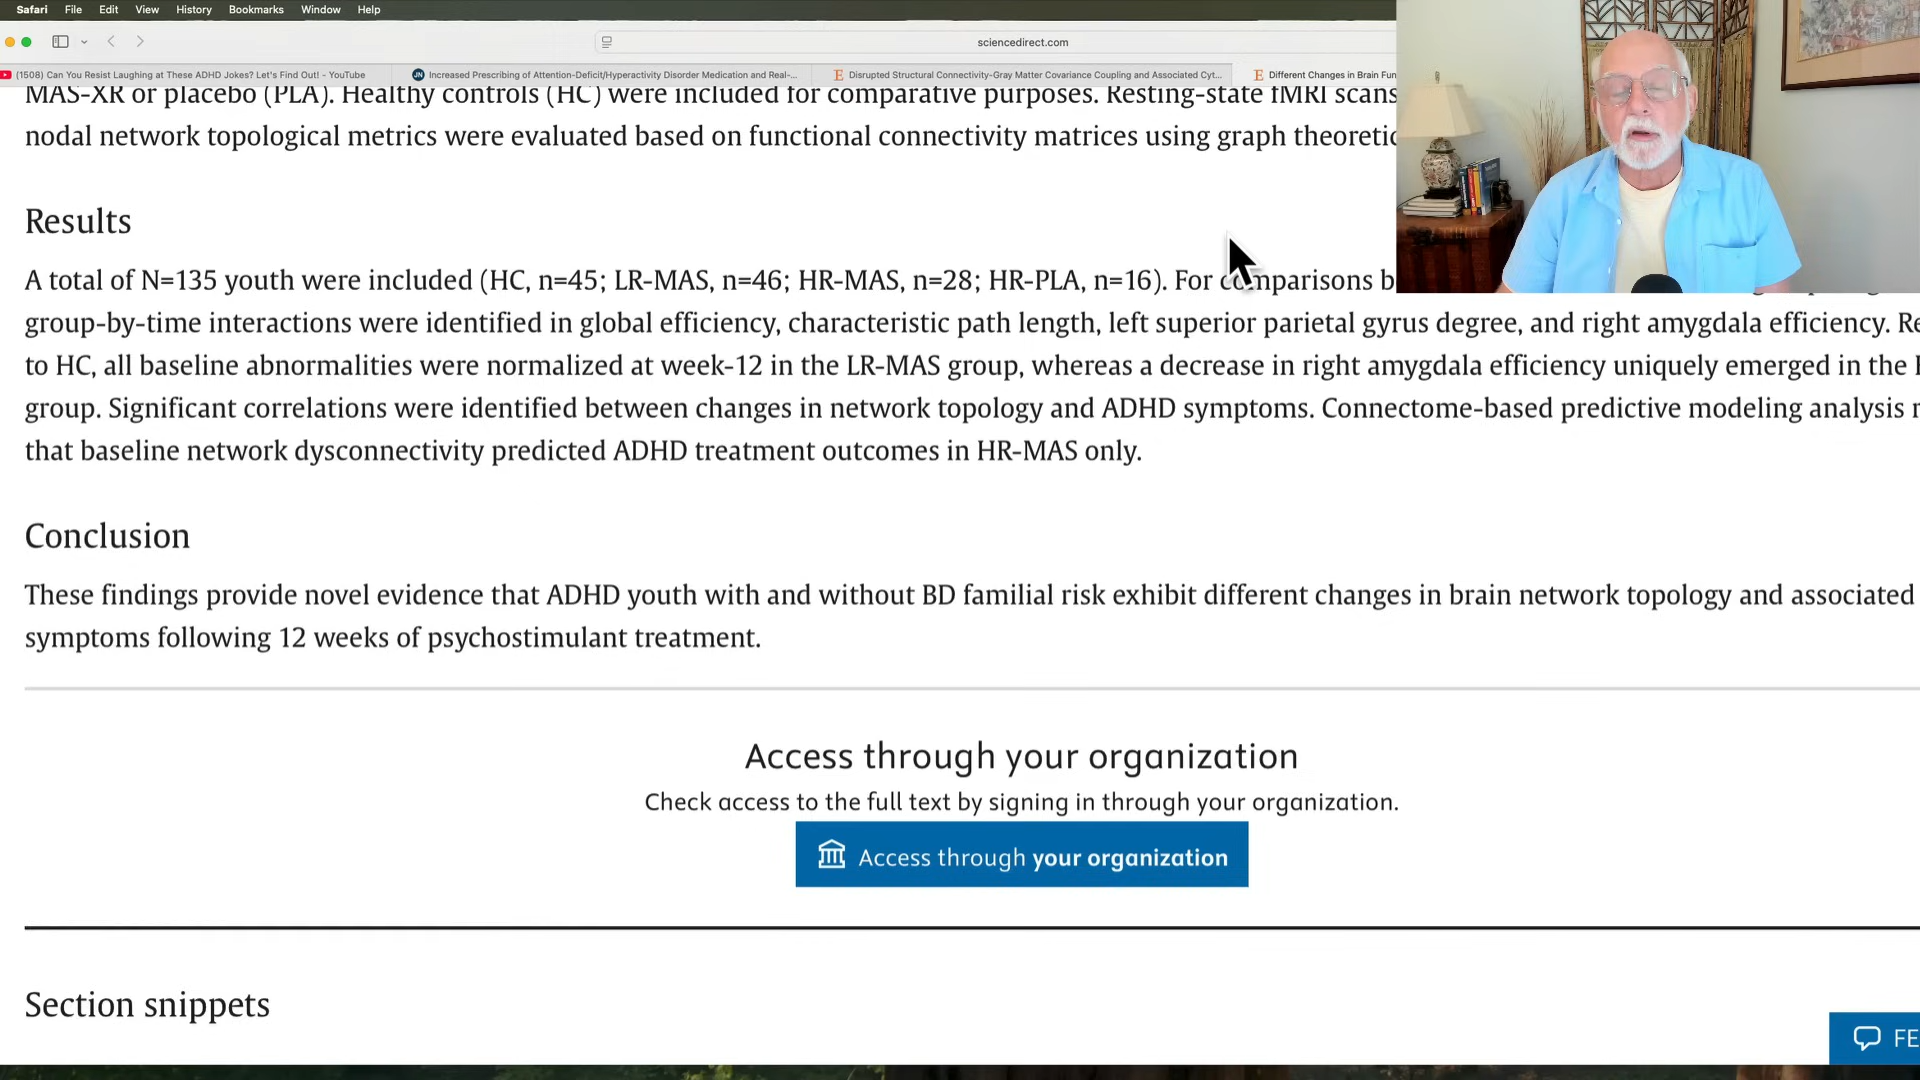 Safari File Edit View History Bookmarks Window Help
sciencedirect.com
(1508) Can You Resist Laughing at These ADHD Jokes? Let's Find Out! - YouTube
JN Increased Prescribing of Attention-Deficit/Hyperactivity Disorder Medication and Real-...
E Disrupted Structural Connectivity-Gray Matter Covariance Coupling and Associated Cyt...
E Different Changes in Brain Fun
MAS-XR or placebo (PLA). Healthy controls (HC) were included for comparative purposes. Resting-state fMRI scans
nodal network topological metrics were evaluated based on functional connectivity matrices using graph theoretic
Results
A total of N=135 youth were included (HC, n=45; LR-MAS, n=46; HR-MAS, n=28; HR-PLA, n=16). For comparisons b
group-by-time interactions were identified in global efficiency, characteristic path length, left superior parietal gyrus degree, and right amygdala efficiency. Re
to HC, all baseline abnormalities were normalized at week-12 in the LR-MAS group, whereas a decrease in right amygdala efficiency uniquely emerged in the
group. Significant correlations were identified between changes in network topology and ADHD symptoms. Connectome-based predictive modeling analysis
that baseline network dysconnectivity predicted ADHD treatment outcomes in HR-MAS only.
Conclusion
These findings provide novel evidence that ADHD youth with and without BD familial risk exhibit different changes in brain network topology and associated
symptoms following 12 weeks of psychostimulant treatment.
Access through your organization
Check access to the full text by signing in through your organization.
Access through your organization
Section snippets
FE